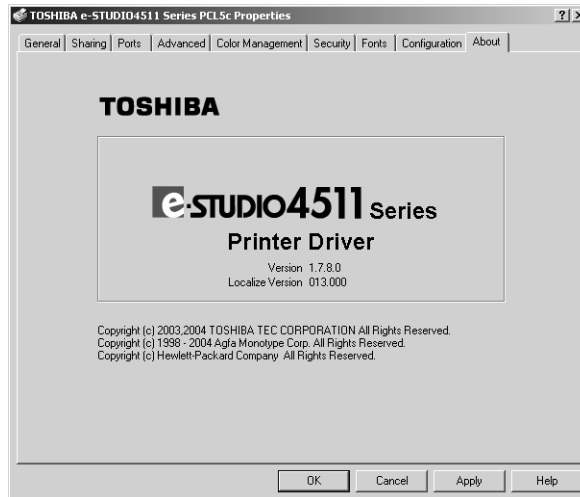 TOSHIBA e-STUDIO4511 Series PCL5c Properties
General Sharing Ports Advanced Color Management Security Fonts Configuration About
TOSHIBA
e-STUDIO4511 Series
Printer Driver
Version 1.7.8.0
Localize Version 013.000
Copyright (c) 2003,2004 TOSHIBA TEC CORPORATION All Rights Reserved.
Copyright (c) 1998 - 2004 Agfa Monotype Corp. All Rights Reserved.
Copyright (c) Hewlett-Packard Company All Rights Reserved.
OK Cancel Apply Help